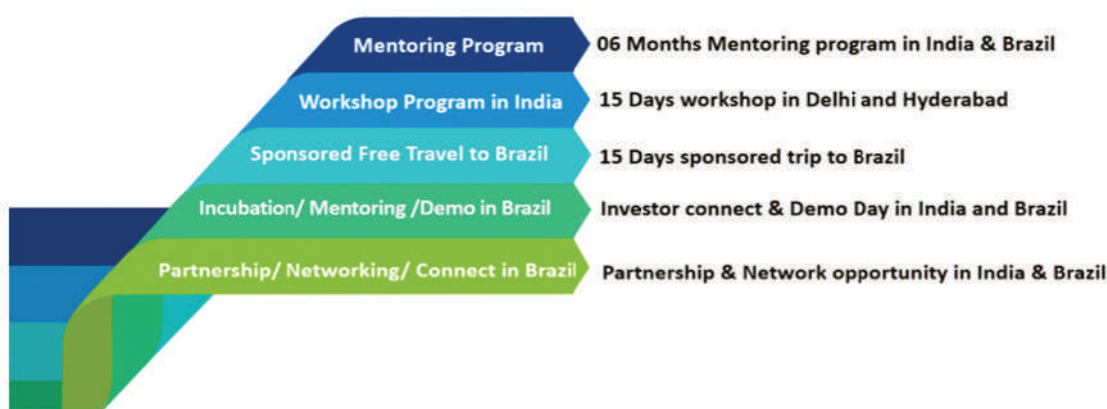 Mentoring Program
06 Months Mentoring program in India & Brazil
Workshop Program in India
15 Days workshop in Delhi and Hyderabad
Sponsored Free Travel to Brazil
15 Days sponsored trip to Brazil
Incubation/ Mentoring /Demo in Brazil
Investor connect & Demo Day in India and Brazil
Partnership/ Networking/ Connect in Brazil
Partnership & Network opportunity in India & Brazil